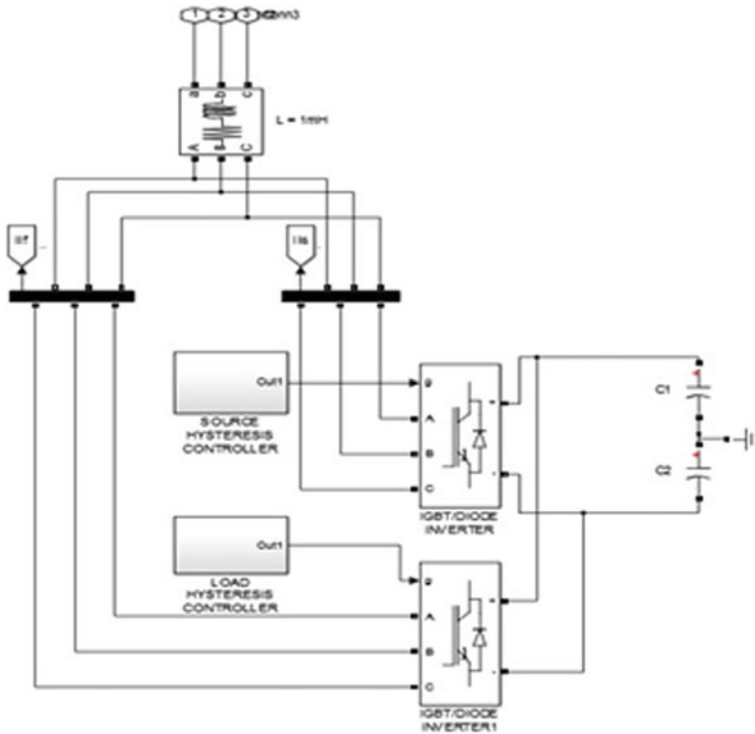 1 2 3
a b c
L = 1mH
A B C
C1
Out1
g
SOURCE
HYSTERESIS
CONTROLLER
A
+
B
-
C2
C
IGBT/DIODE
INVERTER
Out1
LOAD
HYSTERESIS
CONTROLLER
g
+
A
B
-
C
IGBT/DIODE
INVERTER1